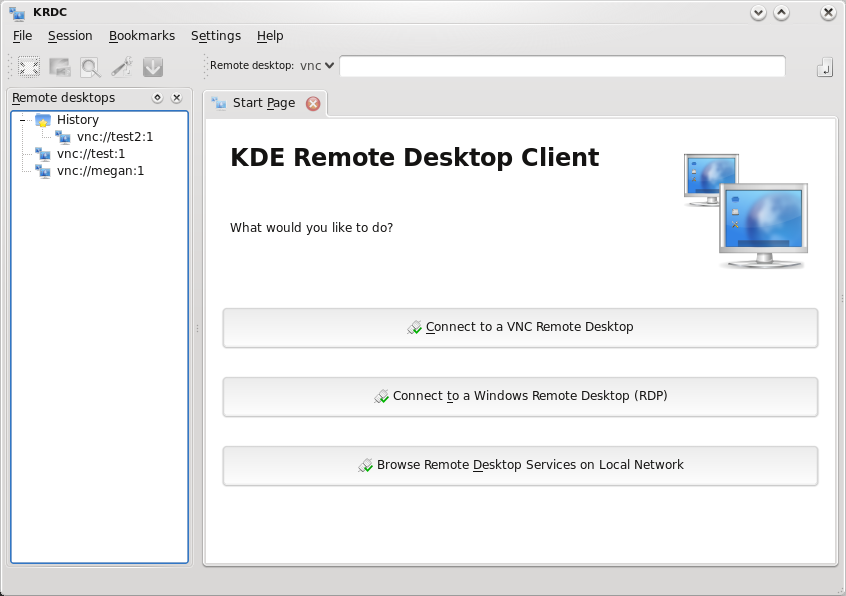 KRDC
File Session Bookmarks Settings Help
Remote desktop: vnc
Remote desktops
History
vnc://test2:1
vnc://test:1
vnc://megan:1
Start Page
KDE Remote Desktop Client
What would you like to do?
Connect to a VNC Remote Desktop
Connect to a Windows Remote Desktop (RDP)
Browse Remote Desktop Services on Local Network